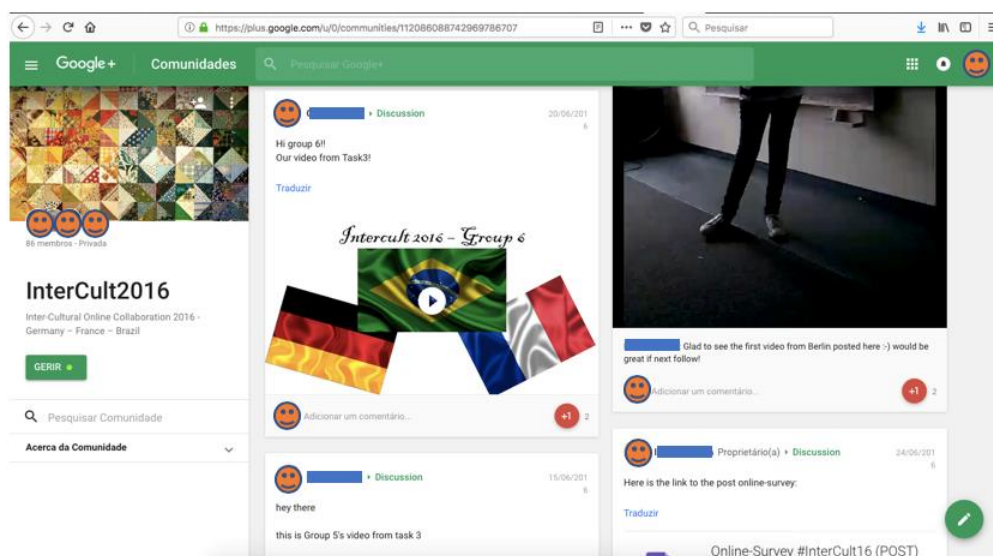 https://plus.google.com/u/0/communities/112086088742969786707
Pesquisar
Google+
Comunidades
Pesquisar Google+
86 membros - Privada
InterCult2016
Inter-Cultural Online Collaboration 2016 -
Germany – France – Brazil
GERIR
Pesquisar Comunidade
Acerca da Comunidade
Discussion
20/06/201
6
Hi group 6!!
Our video from Task3!
Traduzir
Intercult 2016 – Group 6
Adicionar um comentário...
+1
2
Discussion
15/06/201
6
hey there
this is Group 5's video from task 3
Glad to see the first video from Berlin posted here :-) would be
great if next follow!
Adicionar um comentário...
+1
2
Proprietário(a) Discussion
24/06/201
6
Here is the link to the post online-survey:
Traduzir
Online-Survey #InterCult16 (POST)